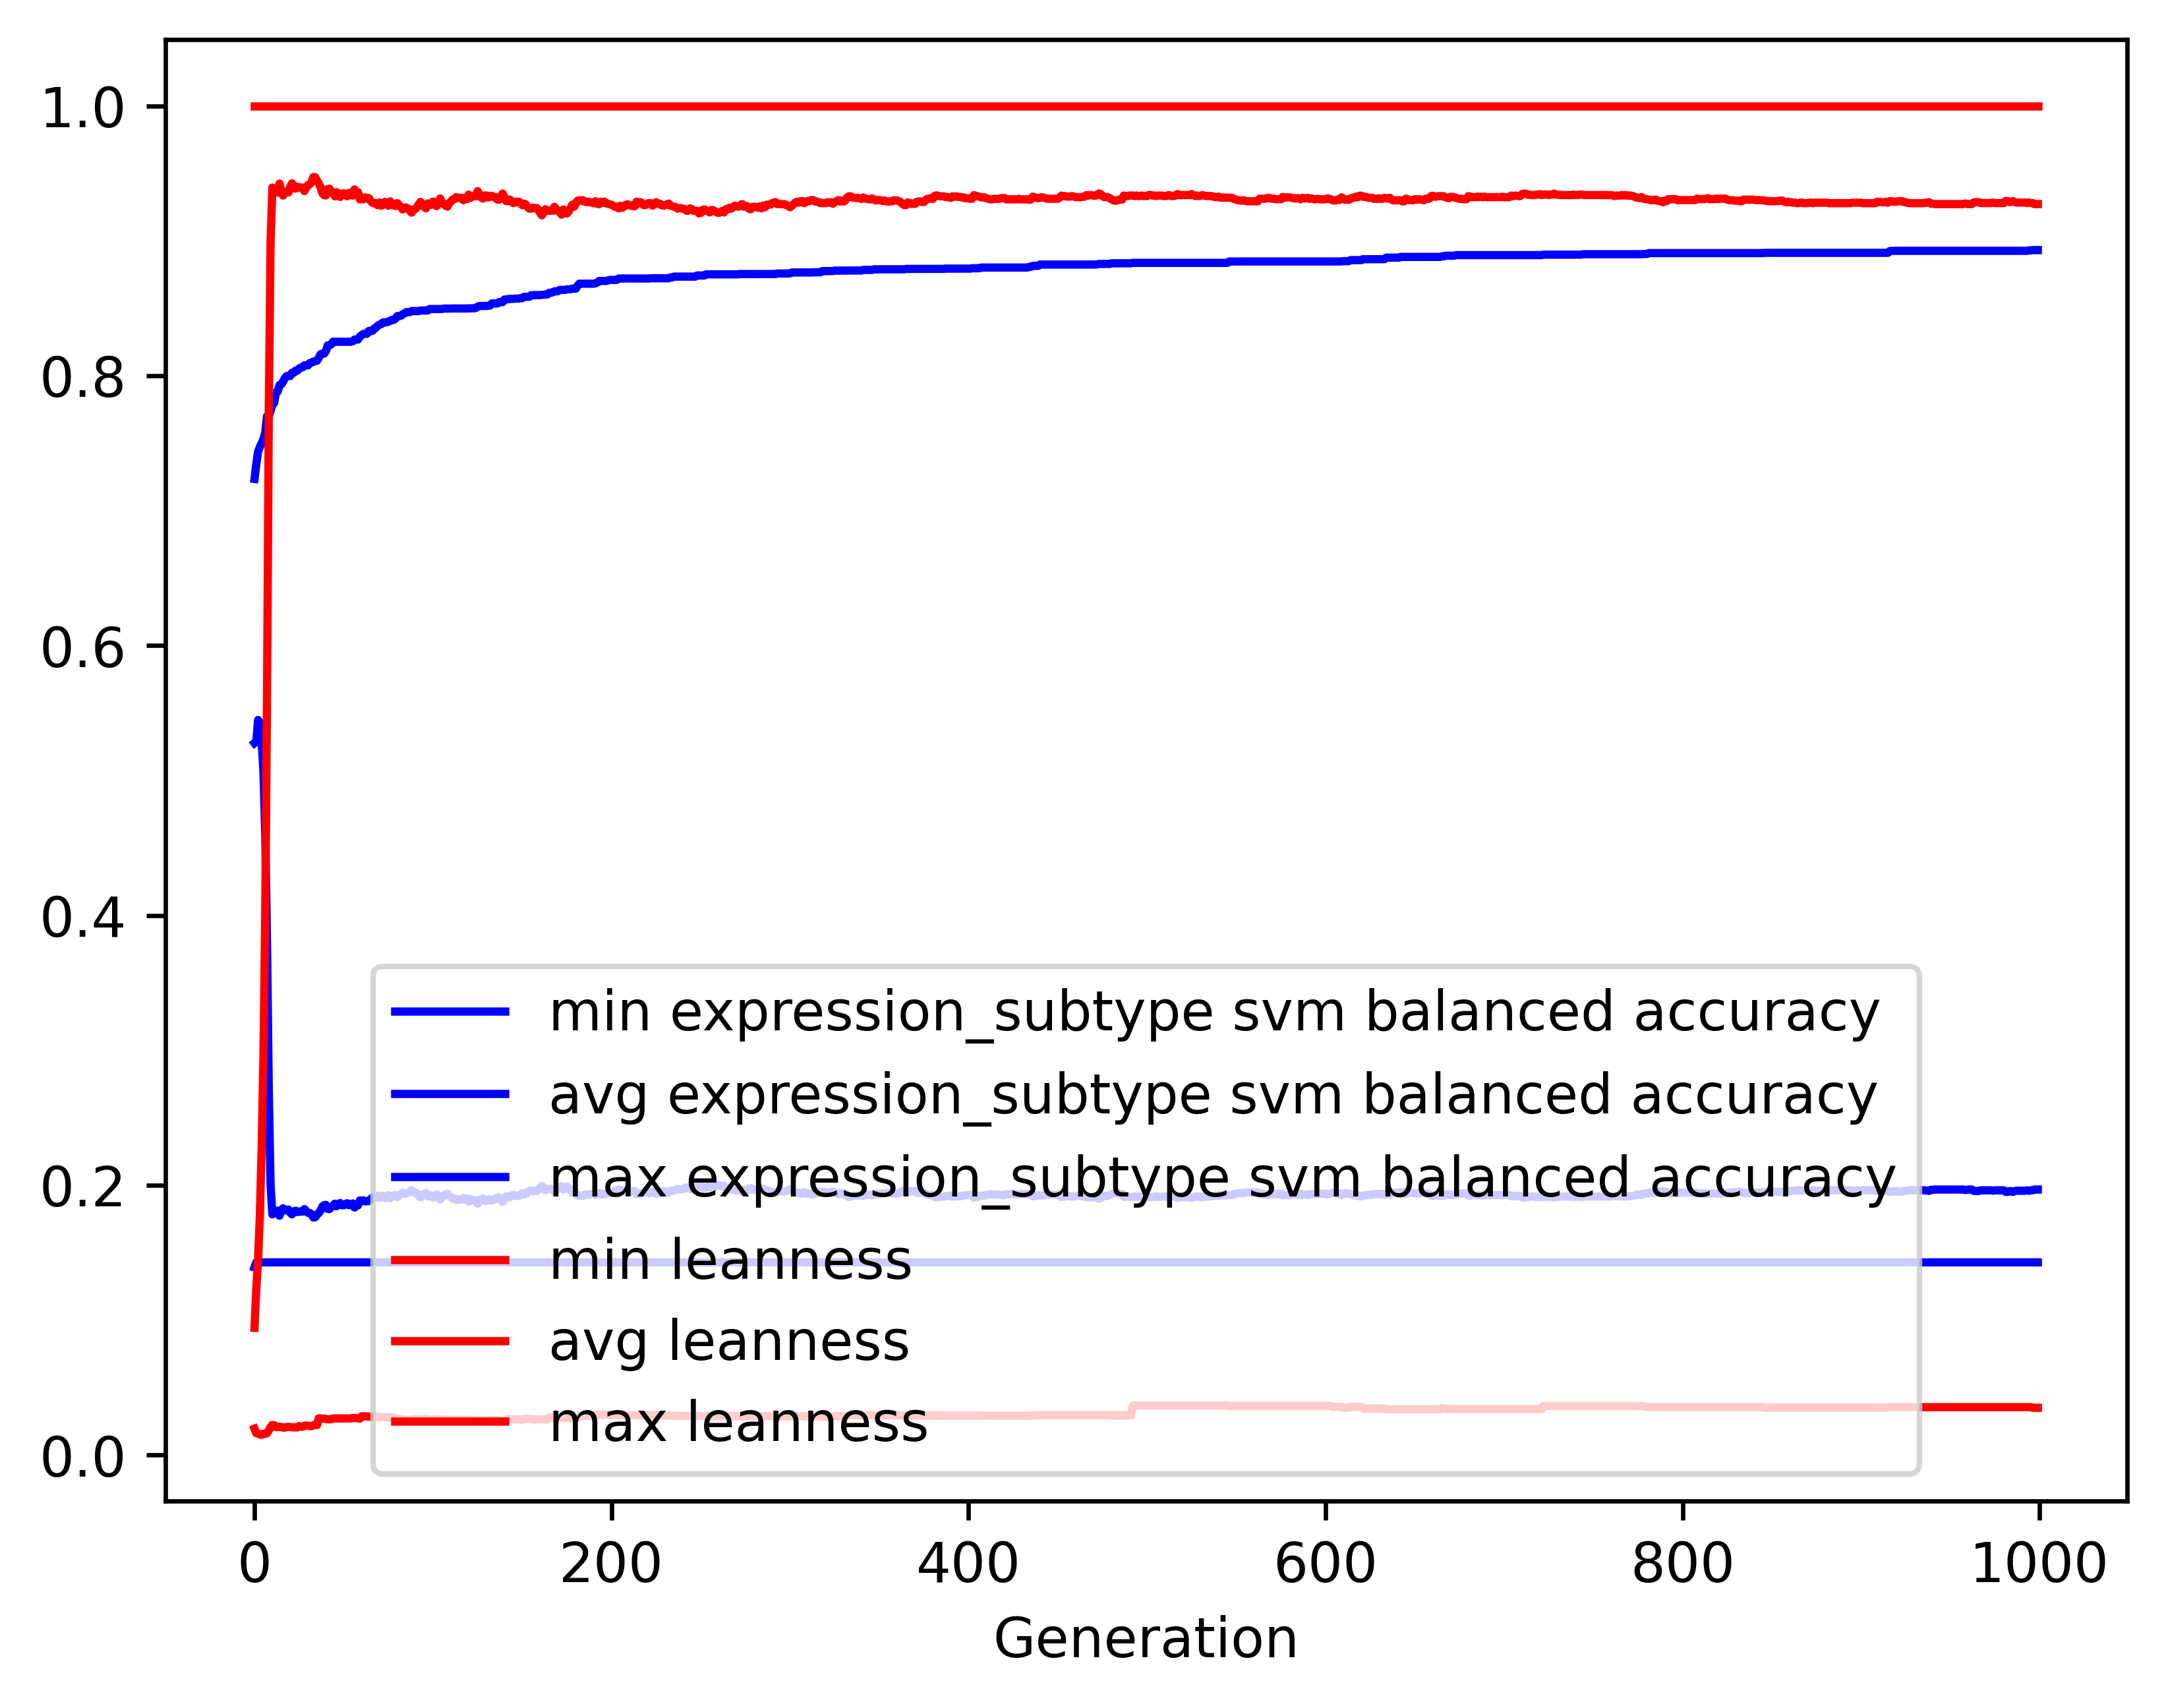 1.0
0.8
0.6
0.4
0.2
0.0
min expression_subtype svm balanced accuracy
avg expression_subtype svm balanced accuracy
max expression_subtype svm balanced accuracy
min leanness
avg leanness
max leanness
0 200 400 600 800 1000
Generation